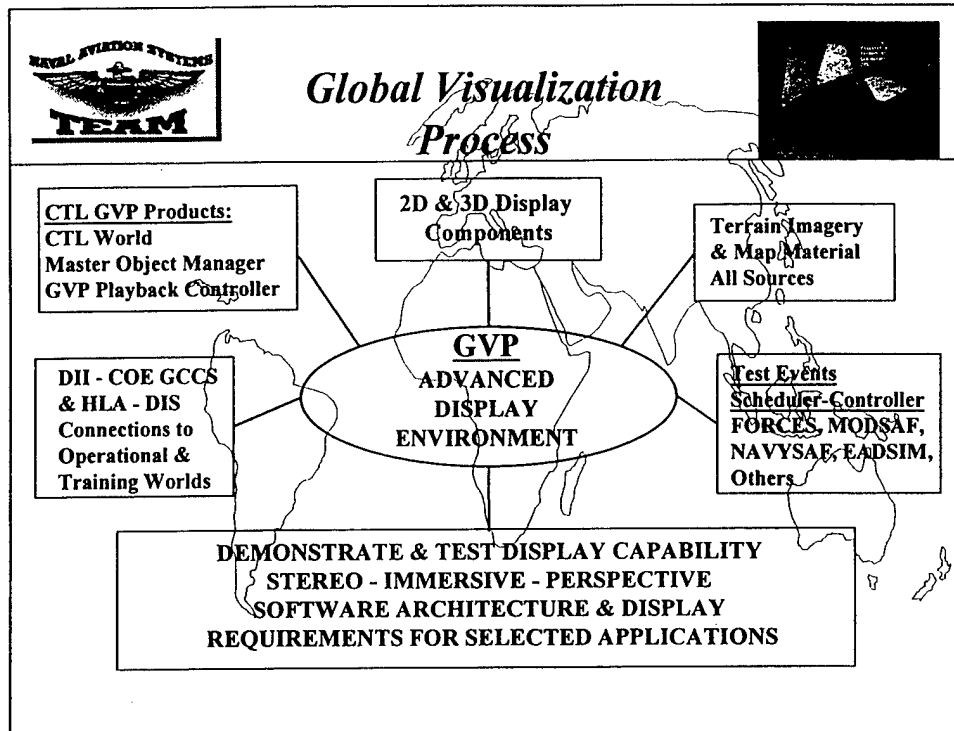 NAVAL AVIATION SYSTEMS
TEAM
Global Visualization
Process
CTL GVP Products:
CTL World
Master Object Manager
GVP Playback Controller
2D & 3D Display
Components
Terrain Imagery
& Map Material
All Sources
DII - COE GCCS
& HLA - DIS
Connections to
Operational &
Training Worlds
GVP
ADVANCED
DISPLAY
ENVIRONMENT
Test Events
Scheduler-Controller
FORCES, MODSAF,
NAVYSAF, EADSIM,
Others
DEMONSTRATE & TEST DISPLAY CAPABILITY
STEREO - IMMERSIVE - PERSPECTIVE
SOFTWARE ARCHITECTURE & DISPLAY
REQUIREMENTS FOR SELECTED APPLICATIONS